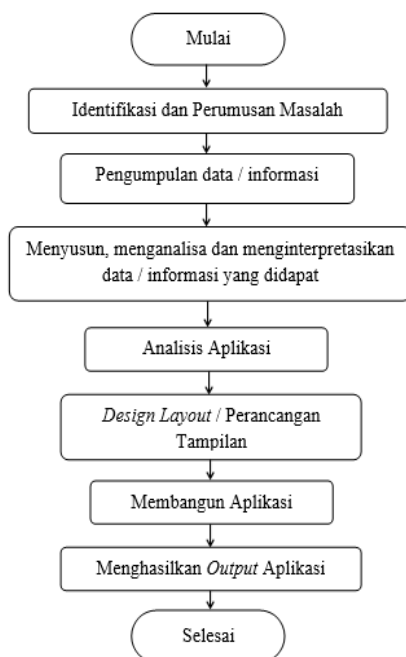 Mulai
Identifikasi dan Perumusan Masalah
Pengumpulan data / informasi
Menyusun, menganalisa dan menginterpretasikan
data / informasi yang didapat
Analisis Aplikasi
Design Layout / Perancangan
Tampilan
Membangun Aplikasi
Menghasilkan Output Aplikasi
Selesai